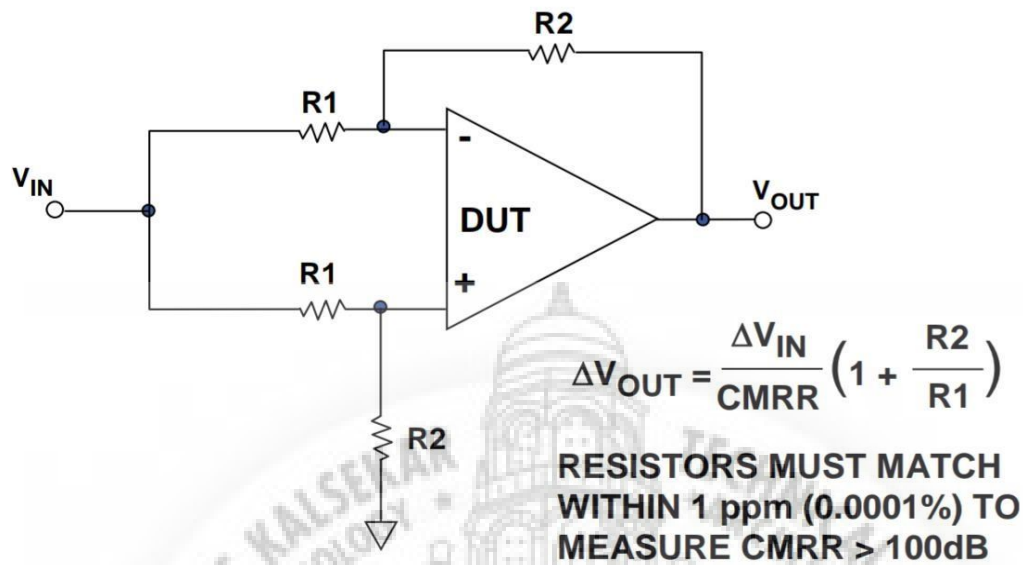 R2
R1
V_IN
-
DUT
V_OUT
R1
+
ΔV_OUT = ΔV_IN / CMRR (1 + R2 / R1)
R2
RESISTORS MUST MATCH
WITHIN 1 ppm (0.0001%) TO
MEASURE CMRR > 100dB
KALSEKAR